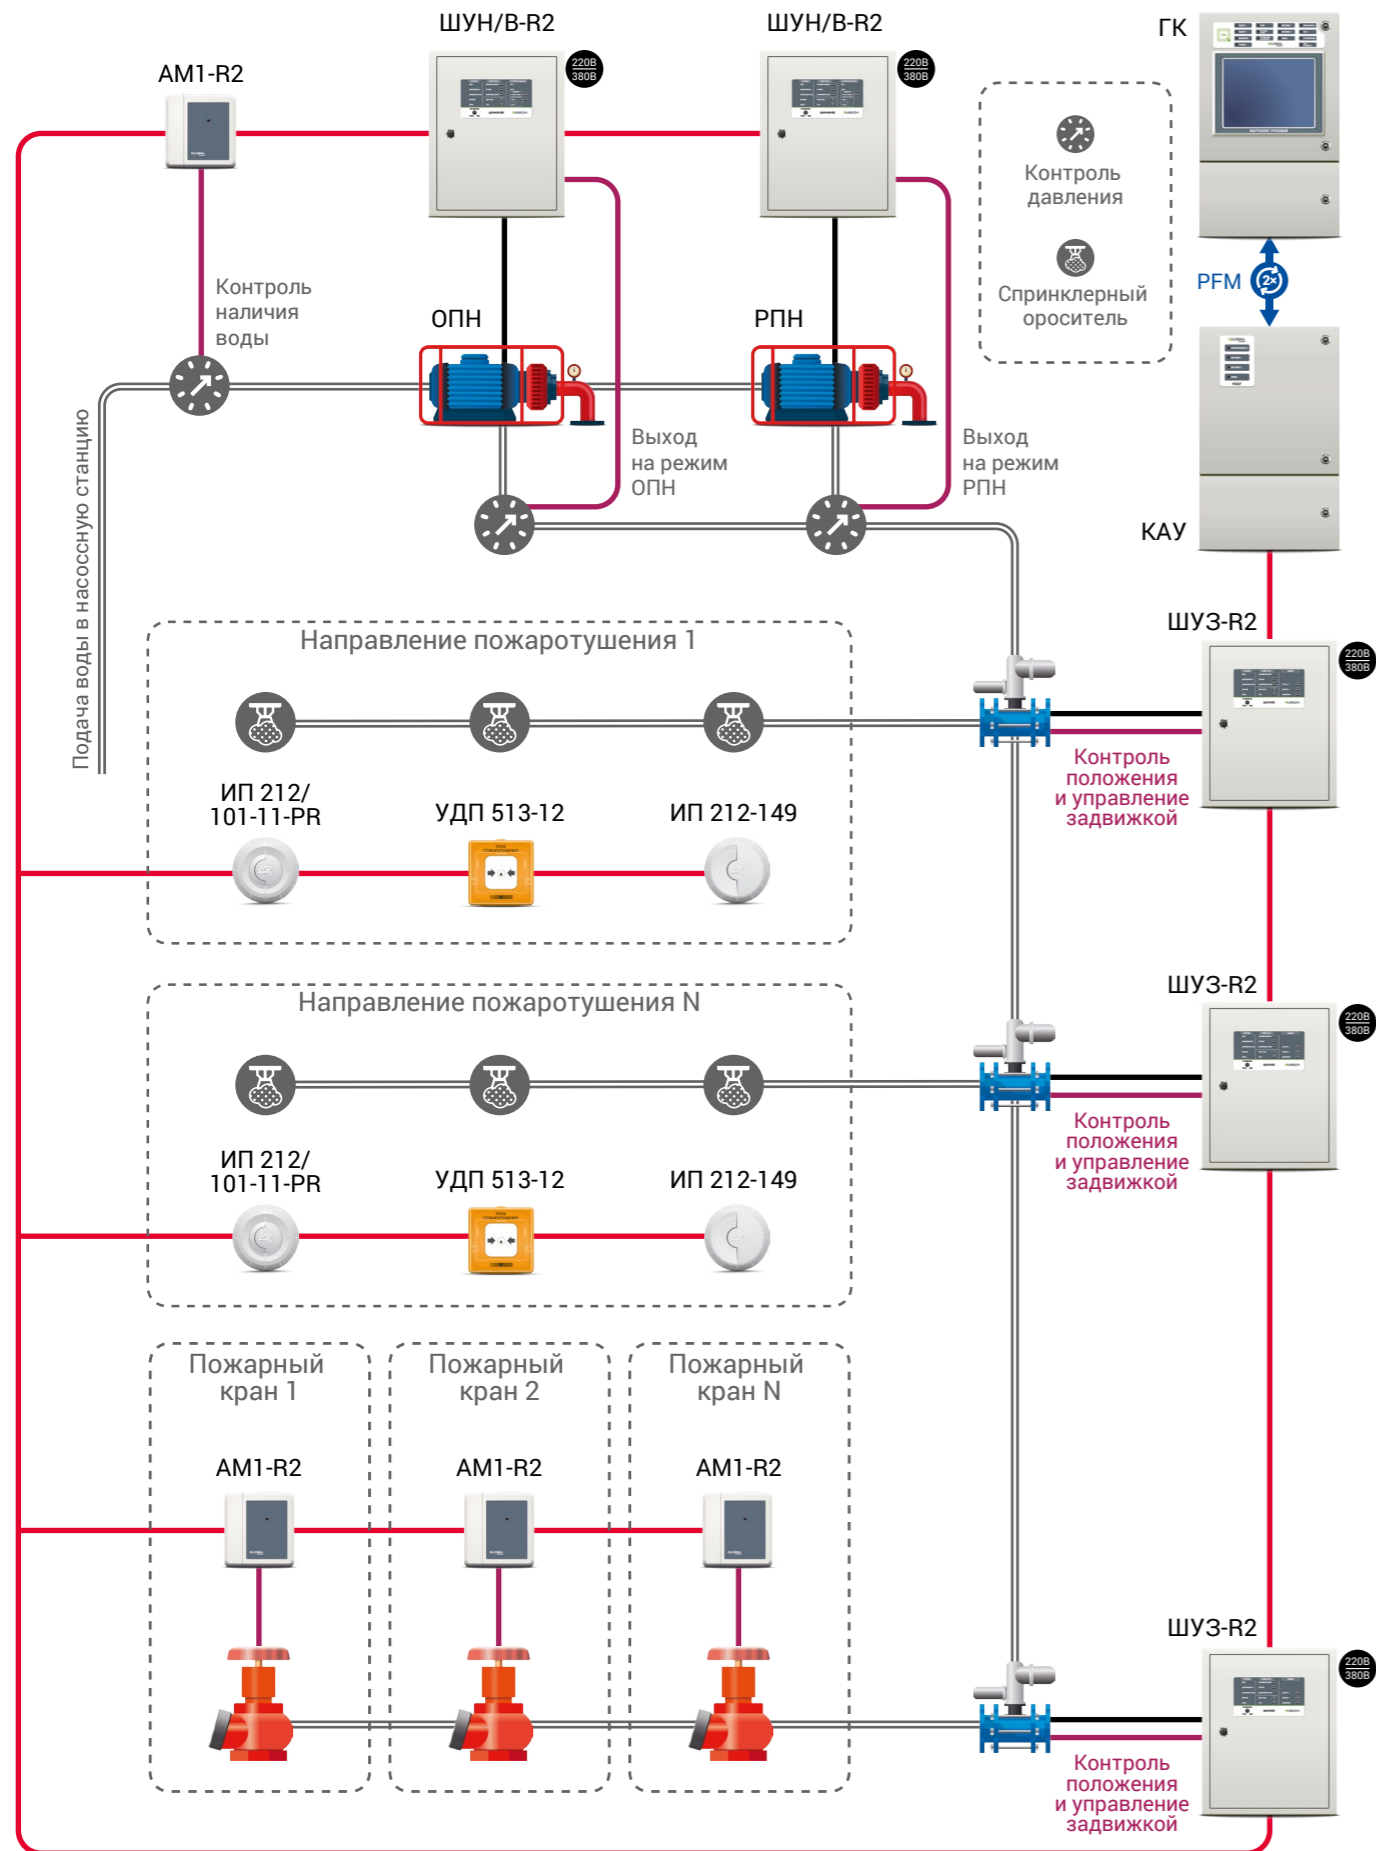 ШУН/В-R2
ШУН/В-R2
ГК
АМ1-R2
220В
380В
220В
380В
Контроль
давления
Спринклерный
ороситель
PFM
2×
Контроль
наличия
воды
ОПН
РПН
Выход
на режим
ОПН
Выход
на режим
РПН
Подача воды в насоссную станцию
КАУ
ШУЗ-R2
220В
380В
Направление пожаротушения 1
Контроль
положения
и управление
задвижкой
ИП 212/
101-11-PR
УДП 513-12
ИП 212-149
ШУЗ-R2
220В
380В
Направление пожаротушения N
Контроль
положения
и управление
задвижкой
ИП 212/
101-11-PR
УДП 513-12
ИП 212-149
Пожарный
кран 1
Пожарный
кран 2
Пожарный
кран N
АМ1-R2
АМ1-R2
АМ1-R2
ШУЗ-R2
220В
380В
Контроль
положения
и управление
задвижкой